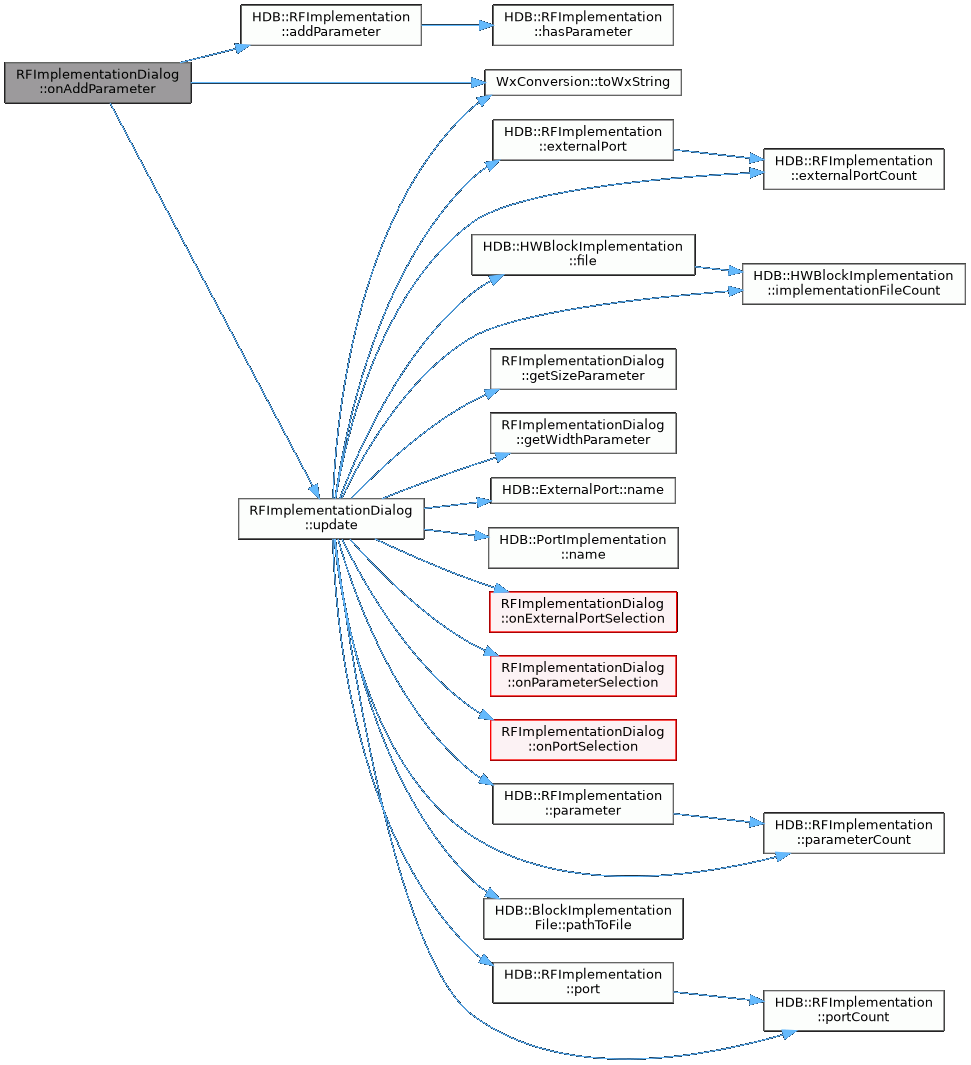 HDB::RFImplementation
::addParameter
HDB::RFImplementation
::hasParameter
RFImplementationDialog
::onAddParameter
WxConversion::toWxString
HDB::RFImplementation
::externalPort
HDB::RFImplementation
::externalPortCount
HDB::HWBlockImplementation
::file
HDB::HWBlockImplementation
::implementationFileCount
RFImplementationDialog
::getSizeParameter
RFImplementationDialog
::getWidthParameter
HDB::ExternalPort::name
RFImplementationDialog
::update
HDB::PortImplementation
::name
RFImplementationDialog
::onExternalPortSelection
RFImplementationDialog
::onParameterSelection
RFImplementationDialog
::onPortSelection
HDB::RFImplementation
::parameter
HDB::RFImplementation
::parameterCount
HDB::BlockImplementation
File::pathToFile
HDB::RFImplementation
::port
HDB::RFImplementation
::portCount